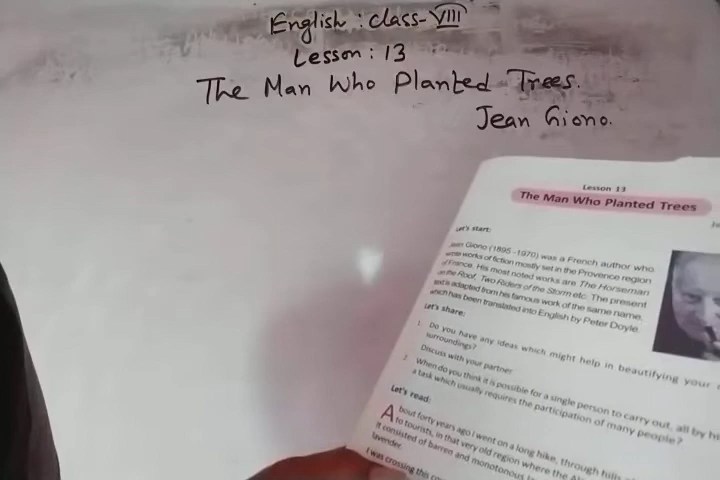 English : class-VIII
Lesson : 13
The Man Who Planted Trees.
Jean Giono.
Lesson 13
The Man Who Planted Trees
Let's start:
Jean Giono (1895 -1970) was a French author who
wrote works of fiction mostly set in the Provence region
of France. His most noted works are The Horseman
on the Roof, Two Riders of the Storm etc. The present
text is adapted from his famous work of the same name,
which has been translated into English by Peter Doyle.
Let's share:
1. Do you have any ideas which might help in beautifying your
surroundings?
Discuss with your partner
2. When do you think it is possible for a single person to carry out, all by
a task which usually requires the participation of many people?
Let's read:
About forty years ago I went on a long hike, through hills
to tourists, in that very old region where the
it consisted of barren and monotonous
lavender.
I was crossing this